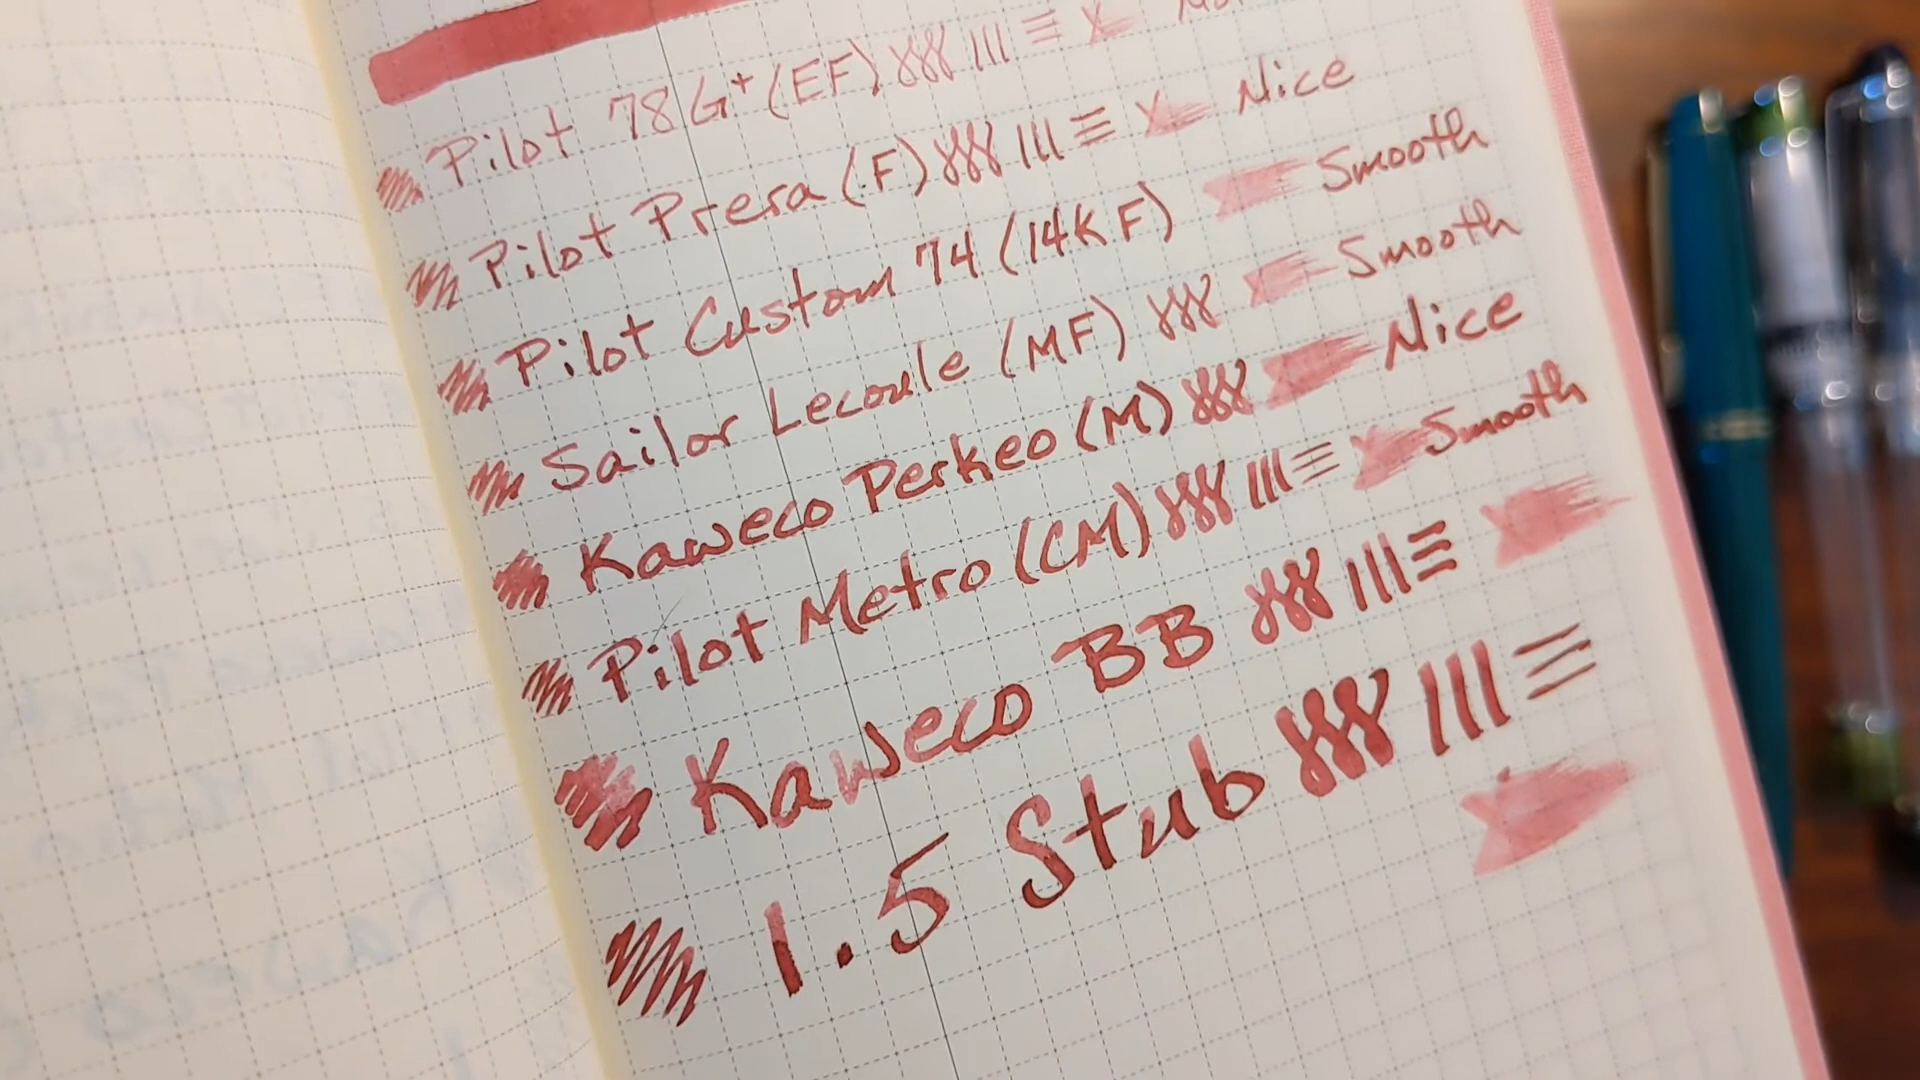 Pilot 78G+ (EF)
Pilot Prera (F) Nice
Pilot Custom 74 (14K F) Smooth
Sailor Lecoule (MF) Smooth
Kaweco Perkeo (M) Nice
Pilot Metro (CM) Smooth
Kaweco BB
1.5 Stub